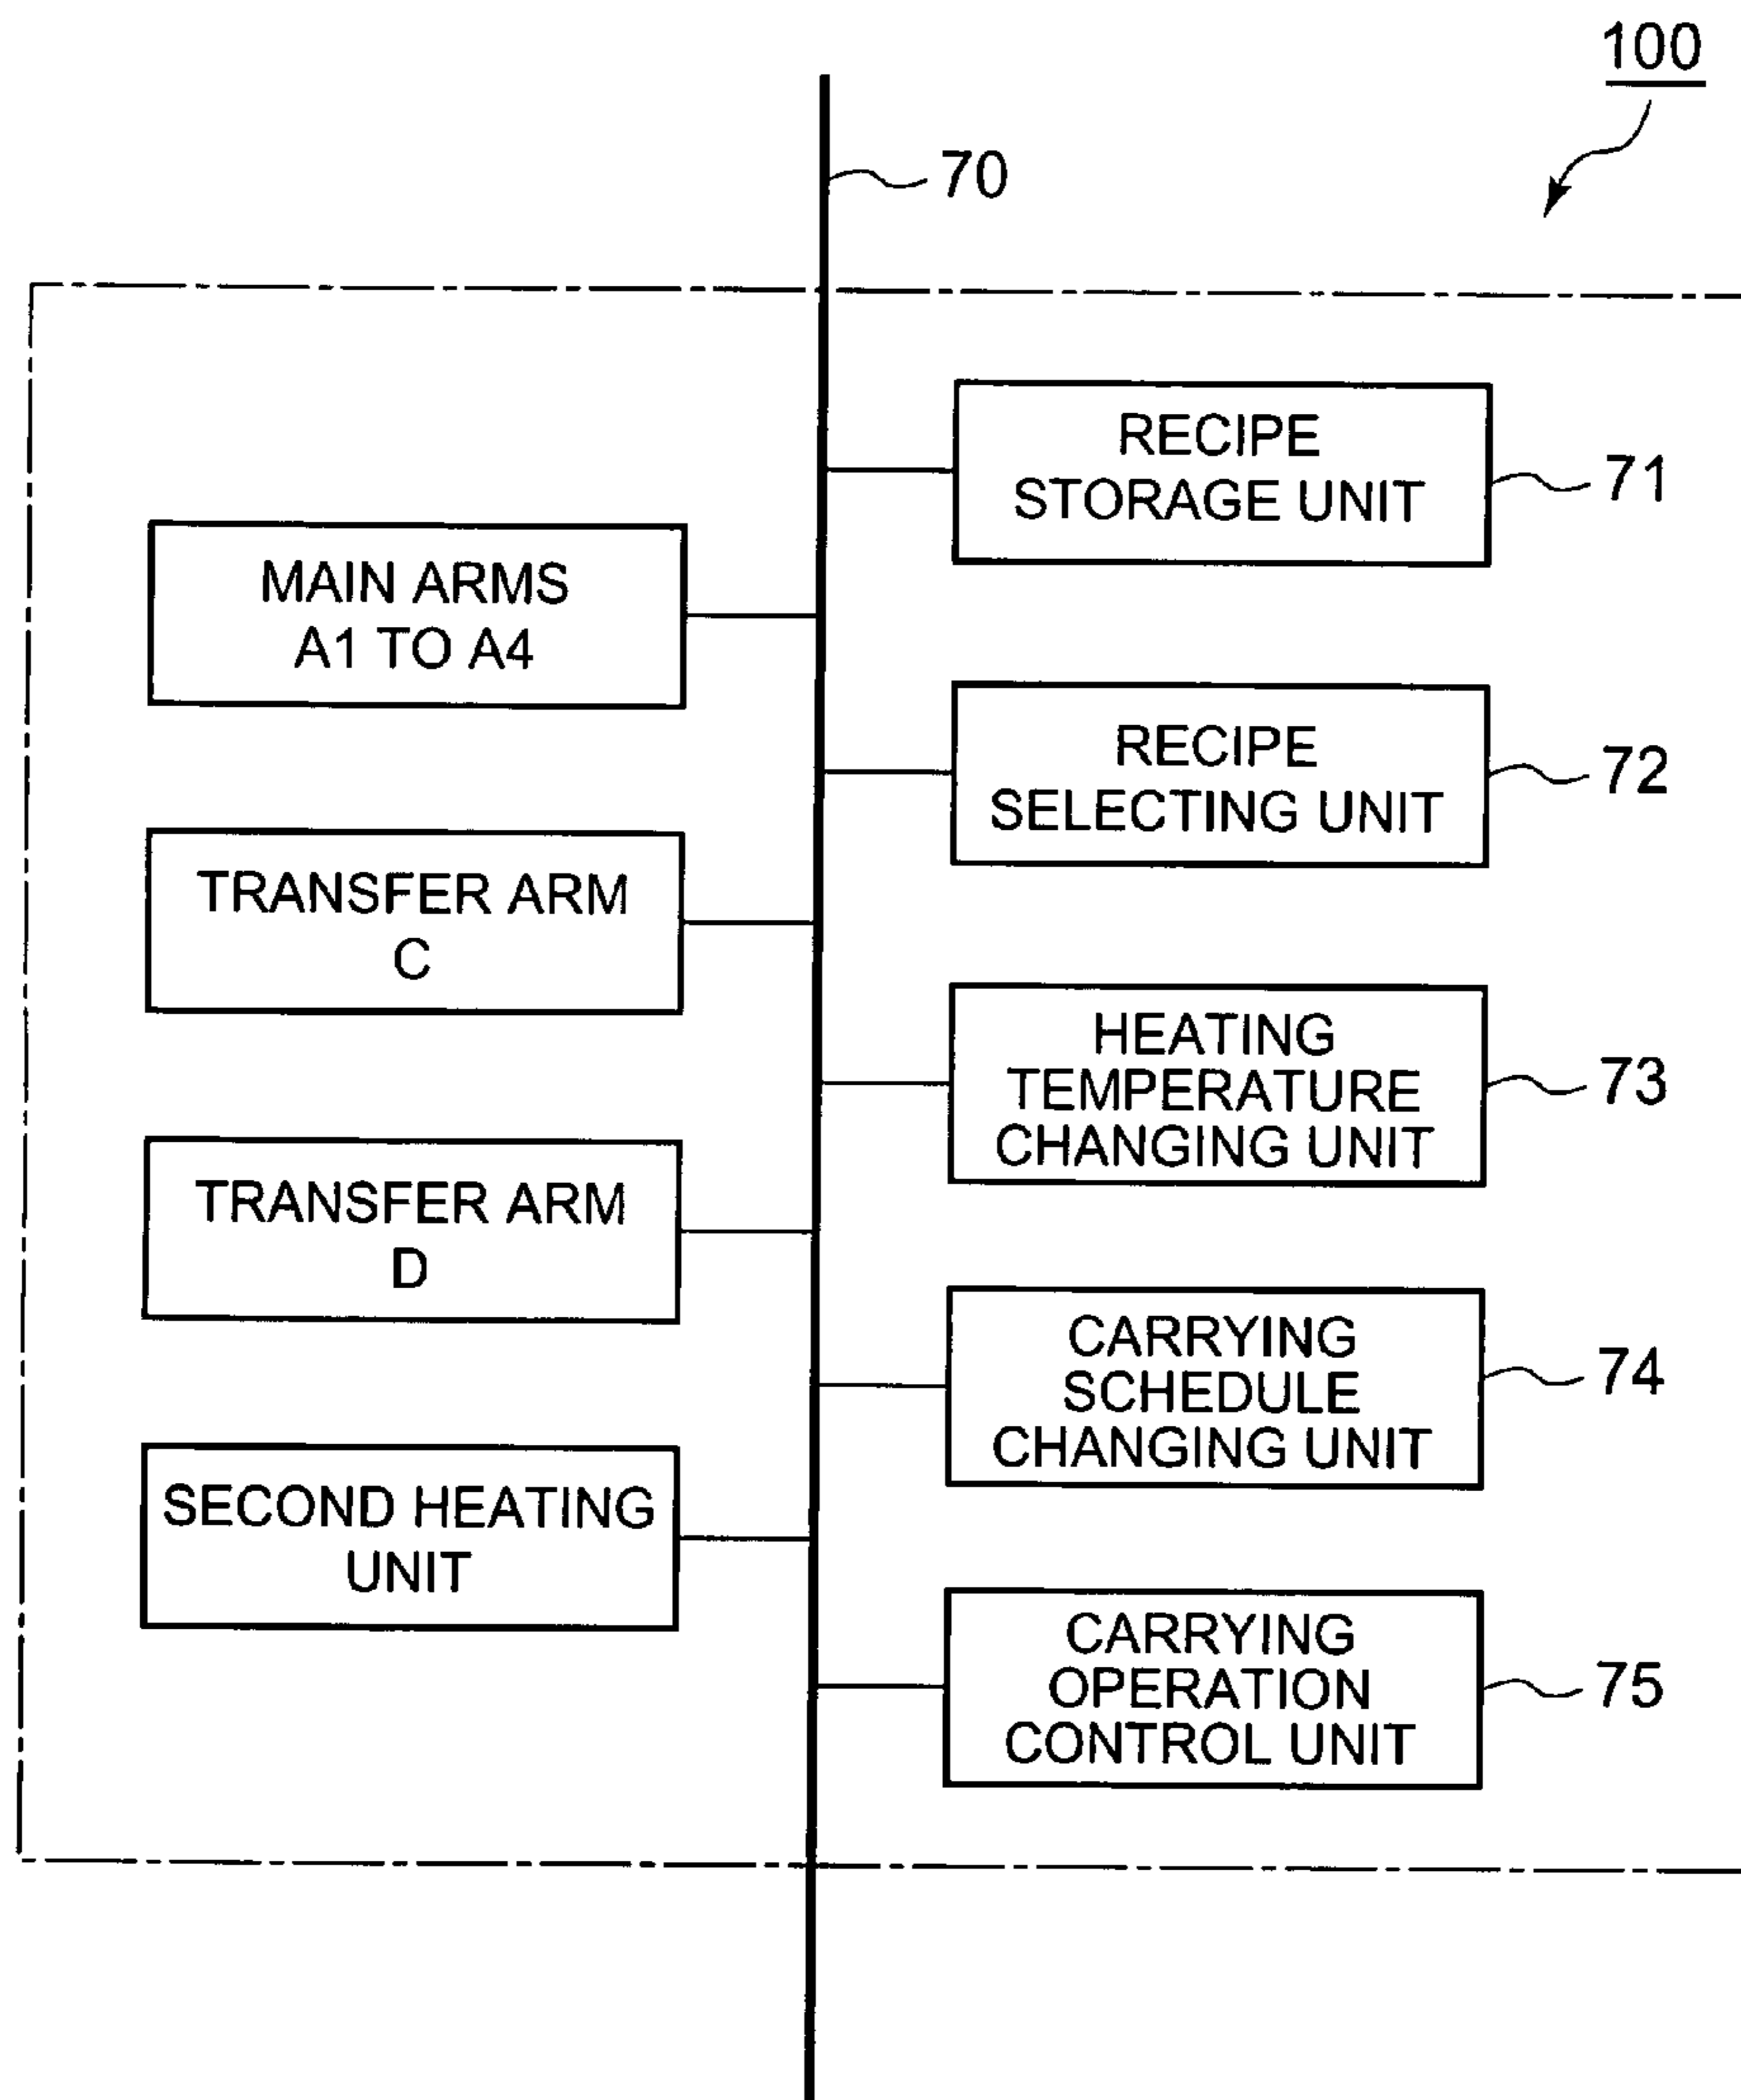 100
70
RECIPE
STORAGE UNIT
71
MAIN ARMS
A1 TO A4
RECIPE
SELECTING UNIT
72
TRANSFER ARM
C
HEATING
TEMPERATURE
CHANGING UNIT
73
TRANSFER ARM
D
CARRYING
SCHEDULE
CHANGING UNIT
74
SECOND HEATING
UNIT
CARRYING
OPERATION
CONTROL UNIT
75